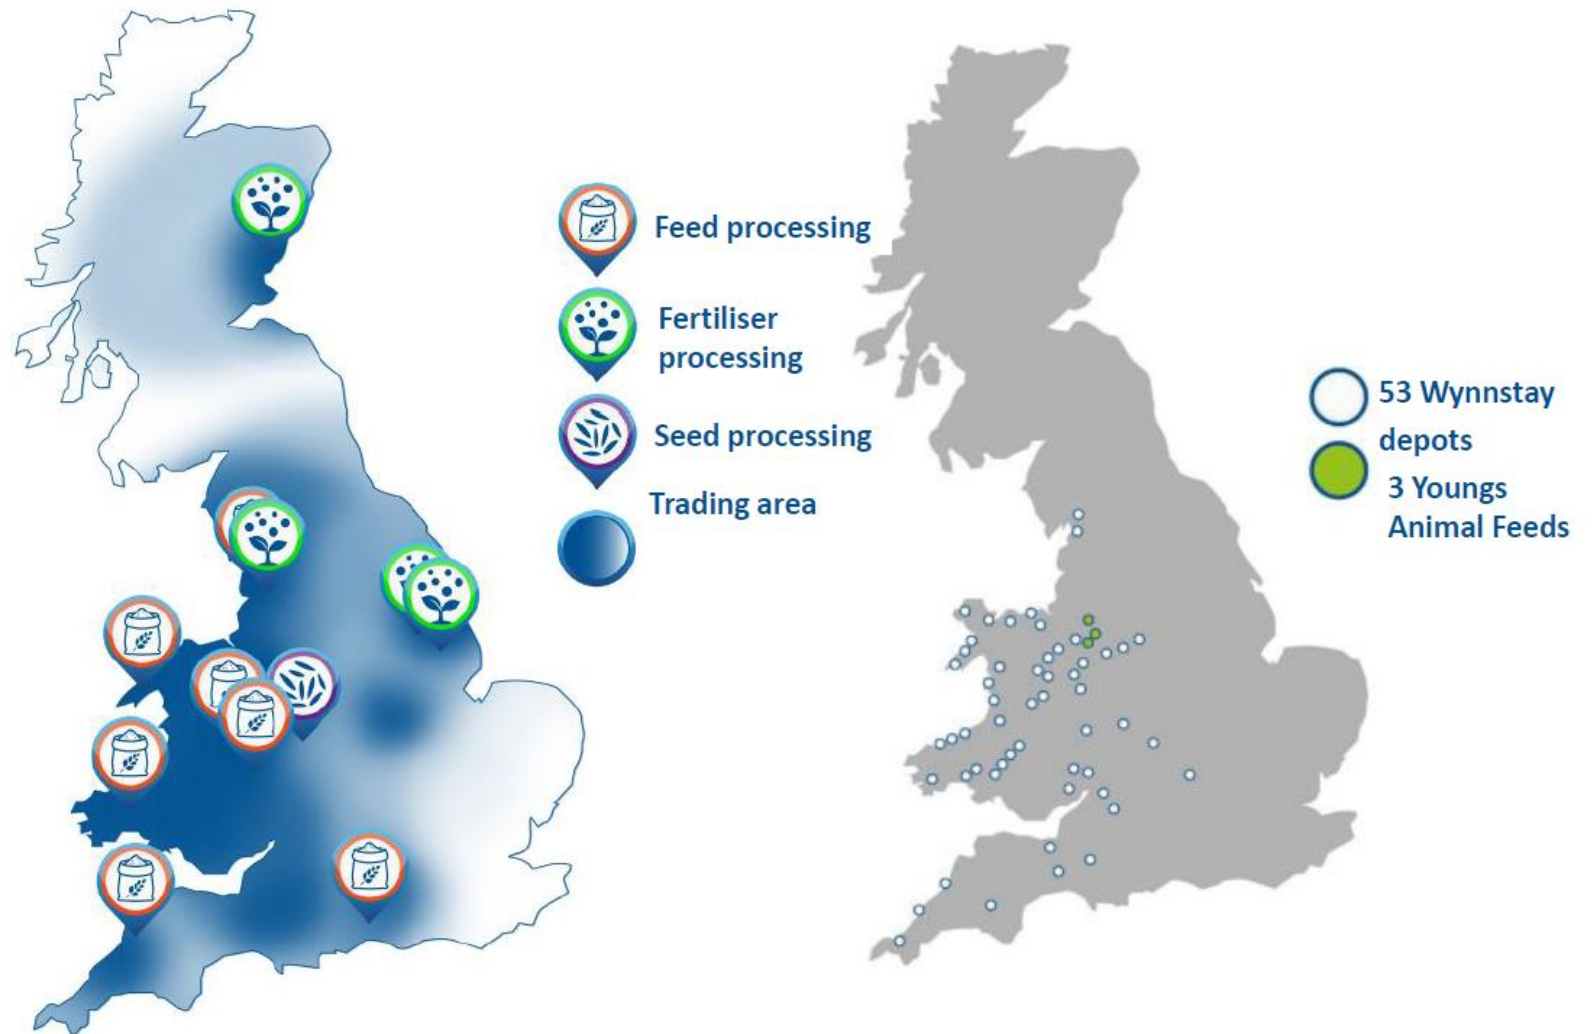 Feed processing
Fertiliser
processing
Seed processing
Trading area
53 Wynnstay
depots
3 Youngs
Animal Feeds